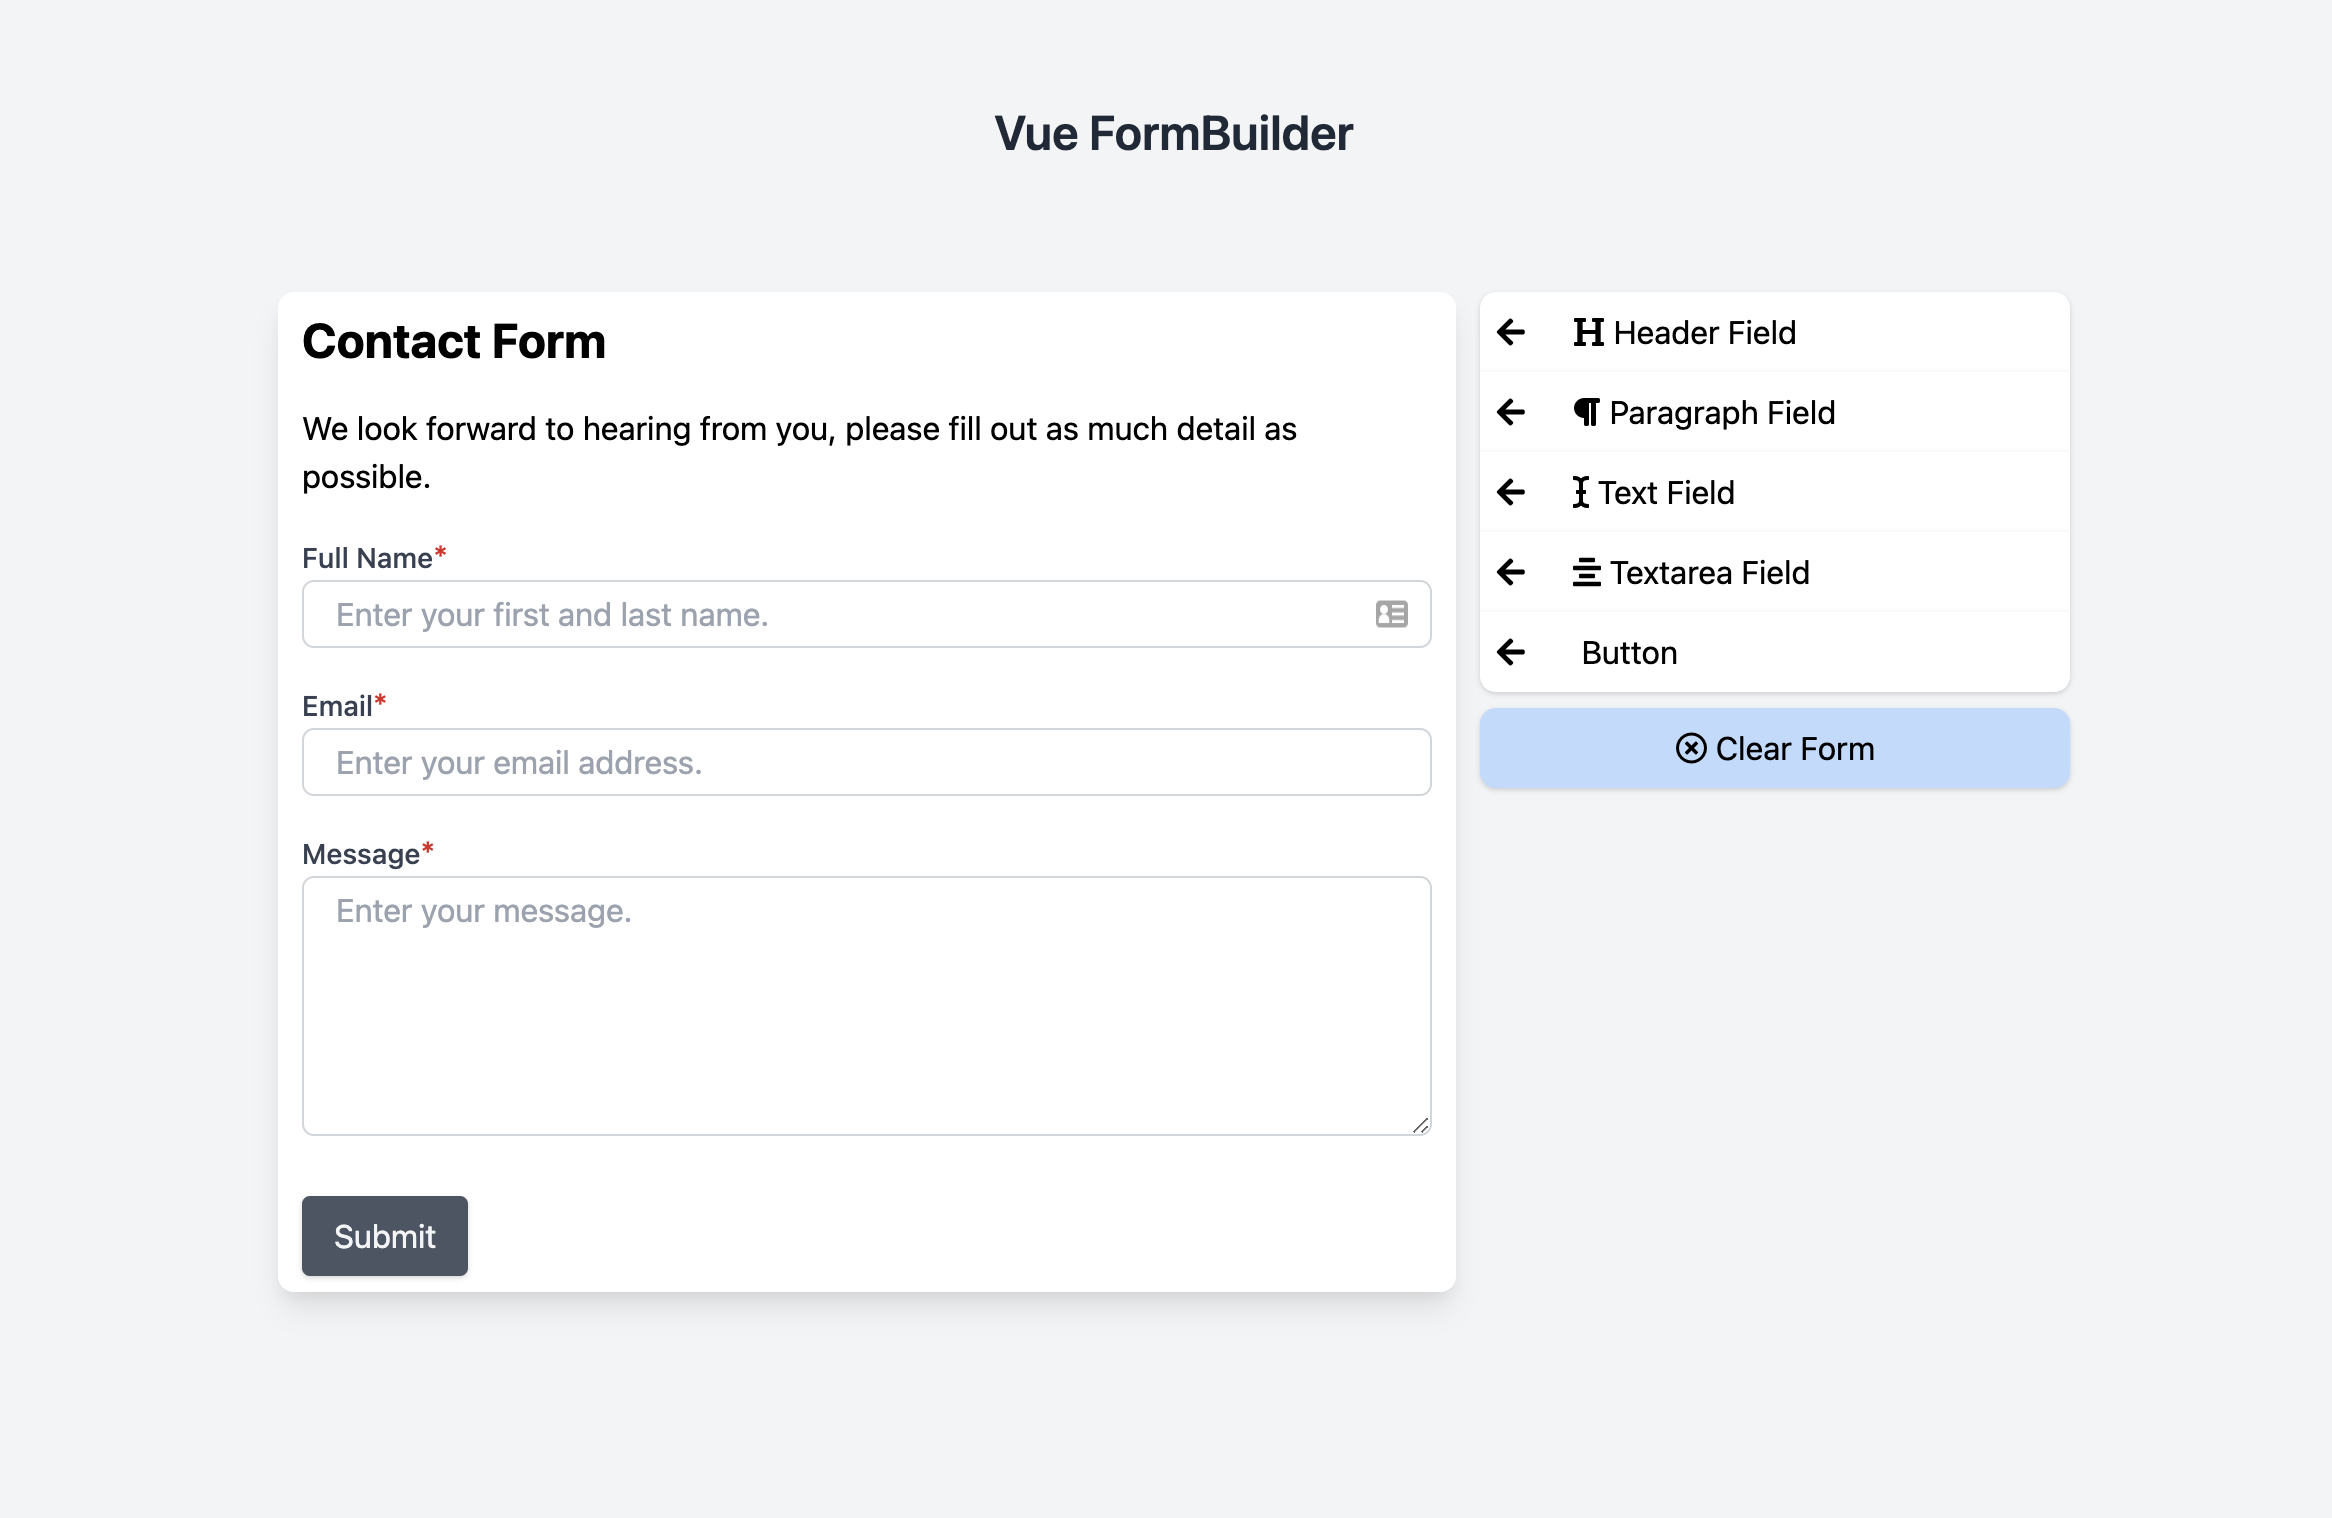 Vue FormBuilder
Contact Form
We look forward to hearing from you, please fill out as much detail as
possible.
Full Name*
Enter your first and last name.
Email*
Enter your email address.
Message*
Enter your message.
Submit
Header Field
Paragraph Field
Text Field
Textarea Field
Button
Clear Form